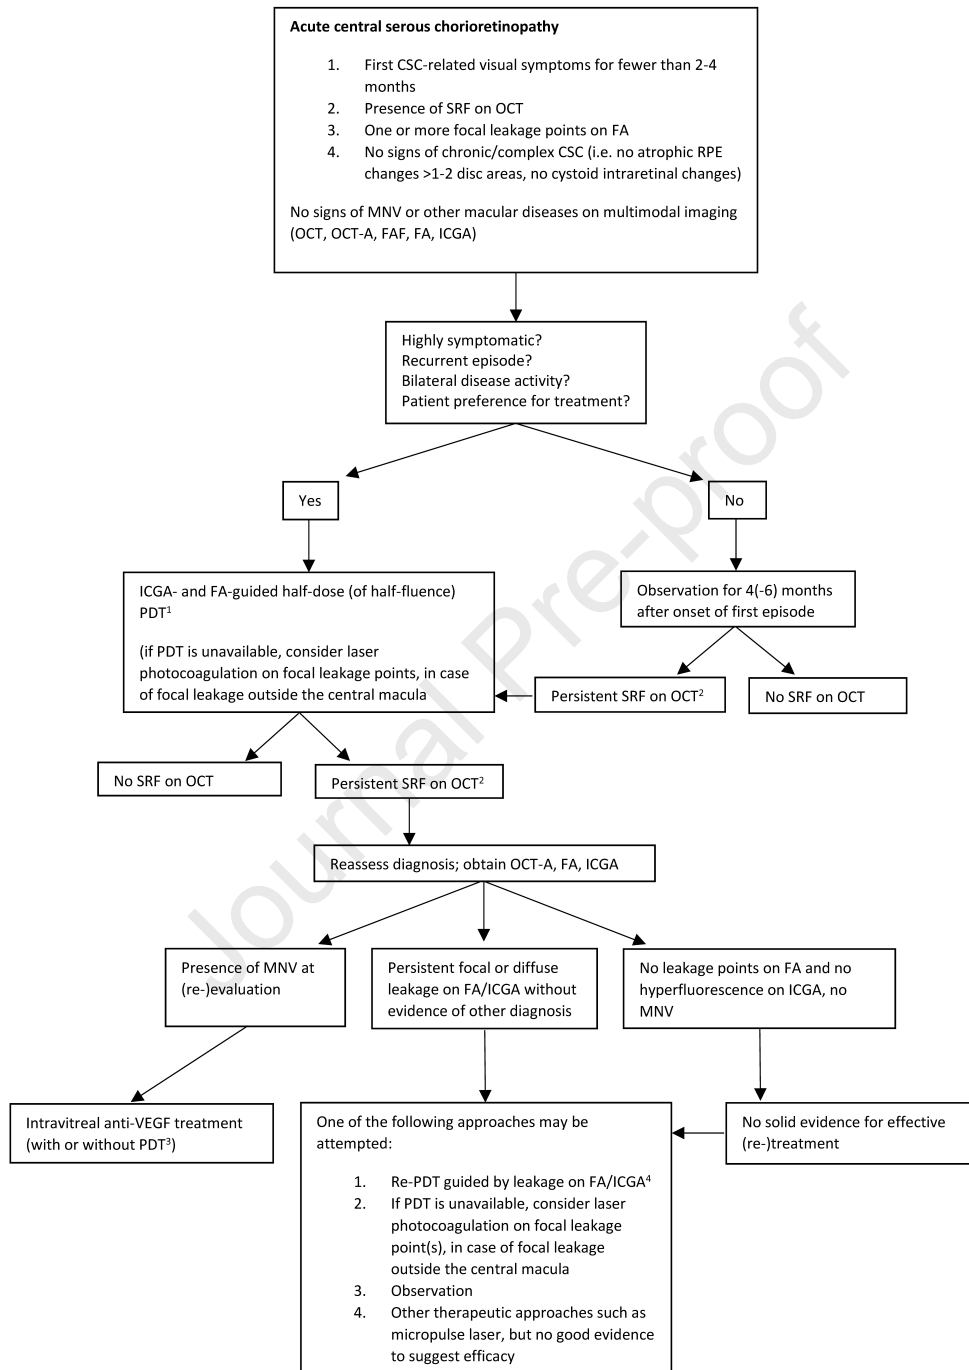 Acute central serous chorioretinopathy
1. First CSC-related visual symptoms for fewer than 2-4
months
2. Presence of SRF on OCT
3. One or more focal leakage points on FA
4. No signs of chronic/complex CSC (i.e. no atrophic RPE
changes >1-2 disc areas, no cystoid intraretinal changes)
No signs of MNV or other macular diseases on multimodal imaging
(OCT, OCT-A, FAF, FA, ICGA)
Highly symptomatic?
Recurrent episode?
Bilateral disease activity?
Patient preference for treatment?
Yes
No
ICGA- and FA-guided half-dose (of half-fluence)
PDT¹
(if PDT is unavailable, consider laser
photocoagulation on focal leakage points, in case
of focal leakage outside the central macula
Observation for 4(-6) months
after onset of first episode
Persistent SRF on OCT²
No SRF on OCT
No SRF on OCT
Persistent SRF on OCT²
Reassess diagnosis; obtain OCT-A, FA, ICGA
Presence of MNV at
(re-)evaluation
Persistent focal or diffuse
leakage on FA/ICGA without
evidence of other diagnosis
No leakage points on FA and no
hyperfluorescence on ICGA, no
MNV
Intravitreal anti-VEGF treatment
(with or without PDT³)
One of the following approaches may be
attempted:
1. Re-PDT guided by leakage on FA/ICGA⁴
2. If PDT is unavailable, consider laser
photocoagulation on focal leakage
point(s), in case of focal leakage
outside the central macula
3. Observation
4. Other therapeutic approaches such as
micropulse laser, but no good evidence
to suggest efficacy
No solid evidence for effective
(re-)treatment
Journal Pre-proof